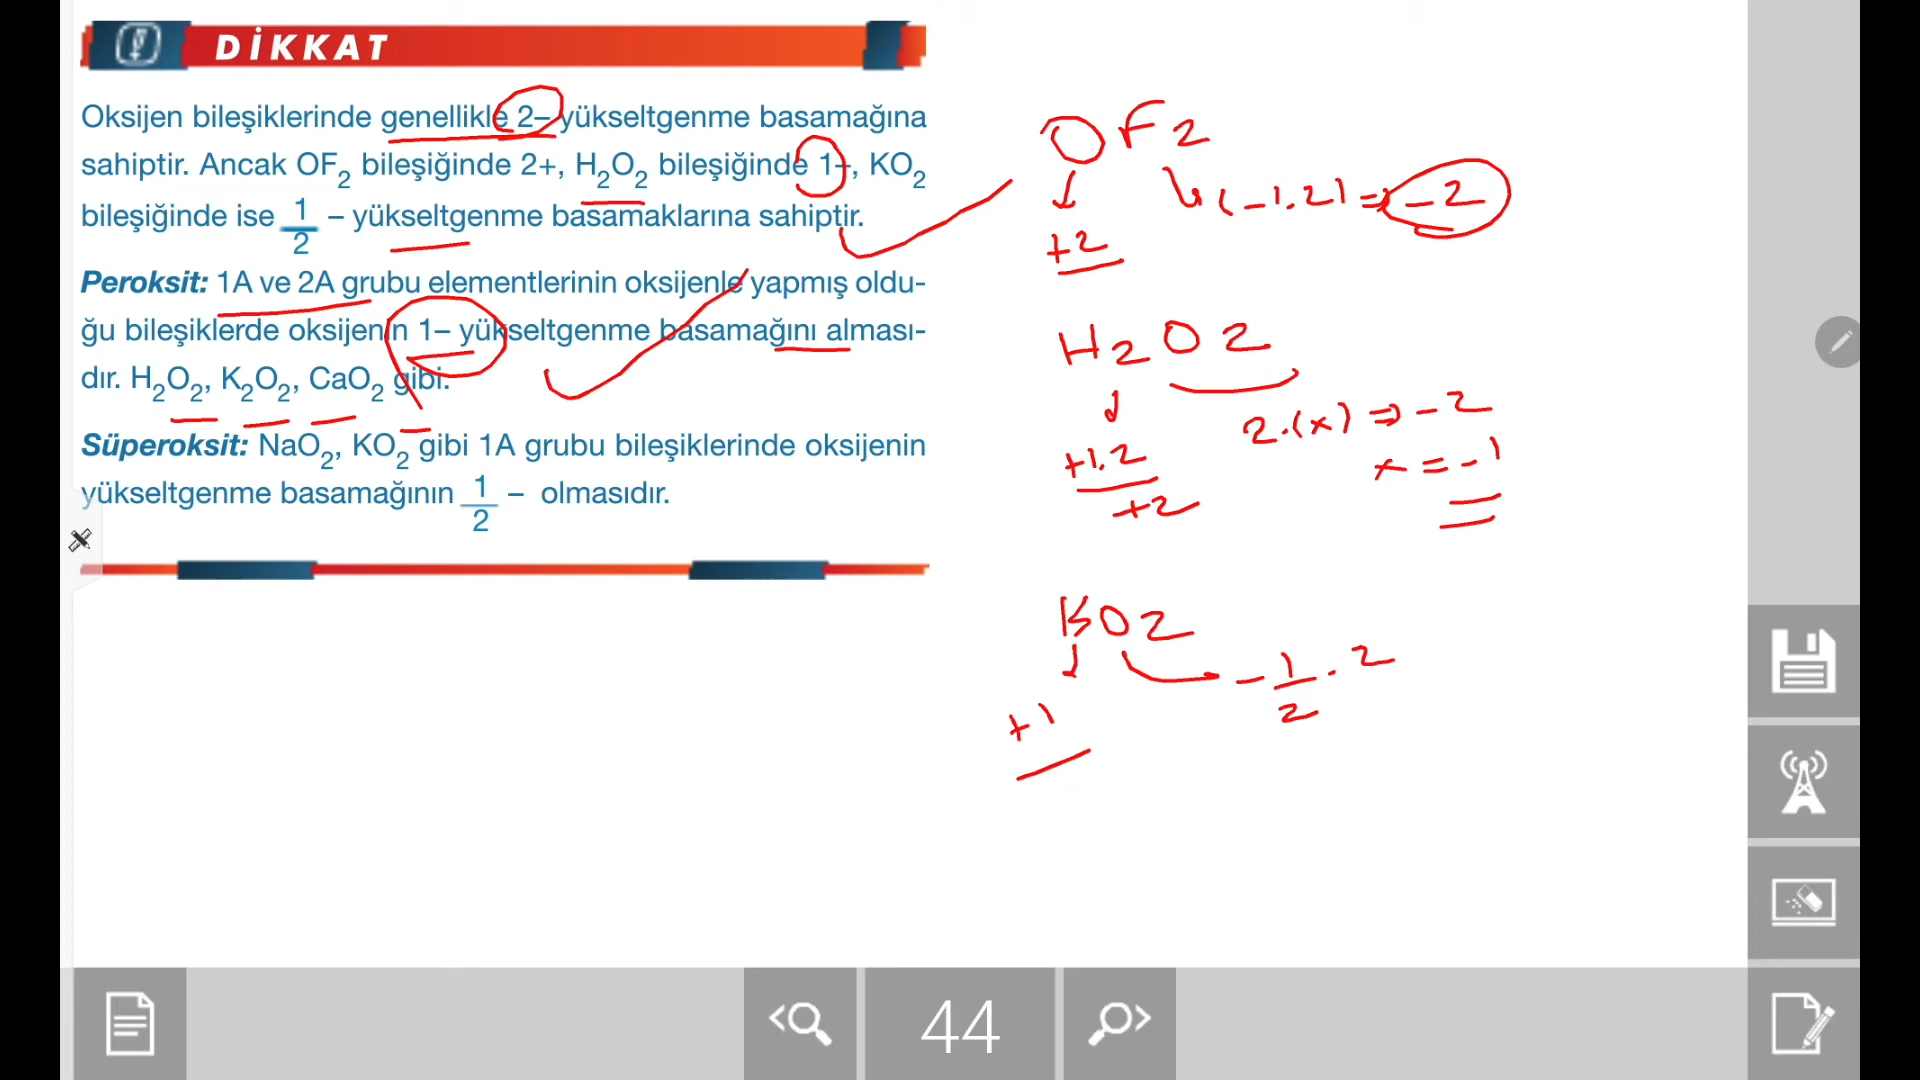 DİKKAT
Oksijen bileşiklerinde genellikle 2– yükseltgenme basamağına
sahiptir. Ancak OF2 bileşiğinde 2+, H2O2 bileşiğinde 1–, KO2
bileşiğinde ise 1/2 – yükseltgenme basamaklarına sahiptir.
Peroksit: 1A ve 2A grubu elementlerinin oksijenle yapmış oldu-
ğu bileşiklerde oksijenin 1– yükseltgenme basamağını alması-
dır. H2O2, K2O2, CaO2 gibi.
Süperoksit: NaO2, KO2 gibi 1A grubu bileşiklerinde oksijenin
yükseltgenme basamağının 1/2 – olmasıdır.
OF2
(-1.2) => -2
+2
H2O2
2.(x) => -2
+1.2
x = -1
+2
KO2
-1/2 . 2
+1
44